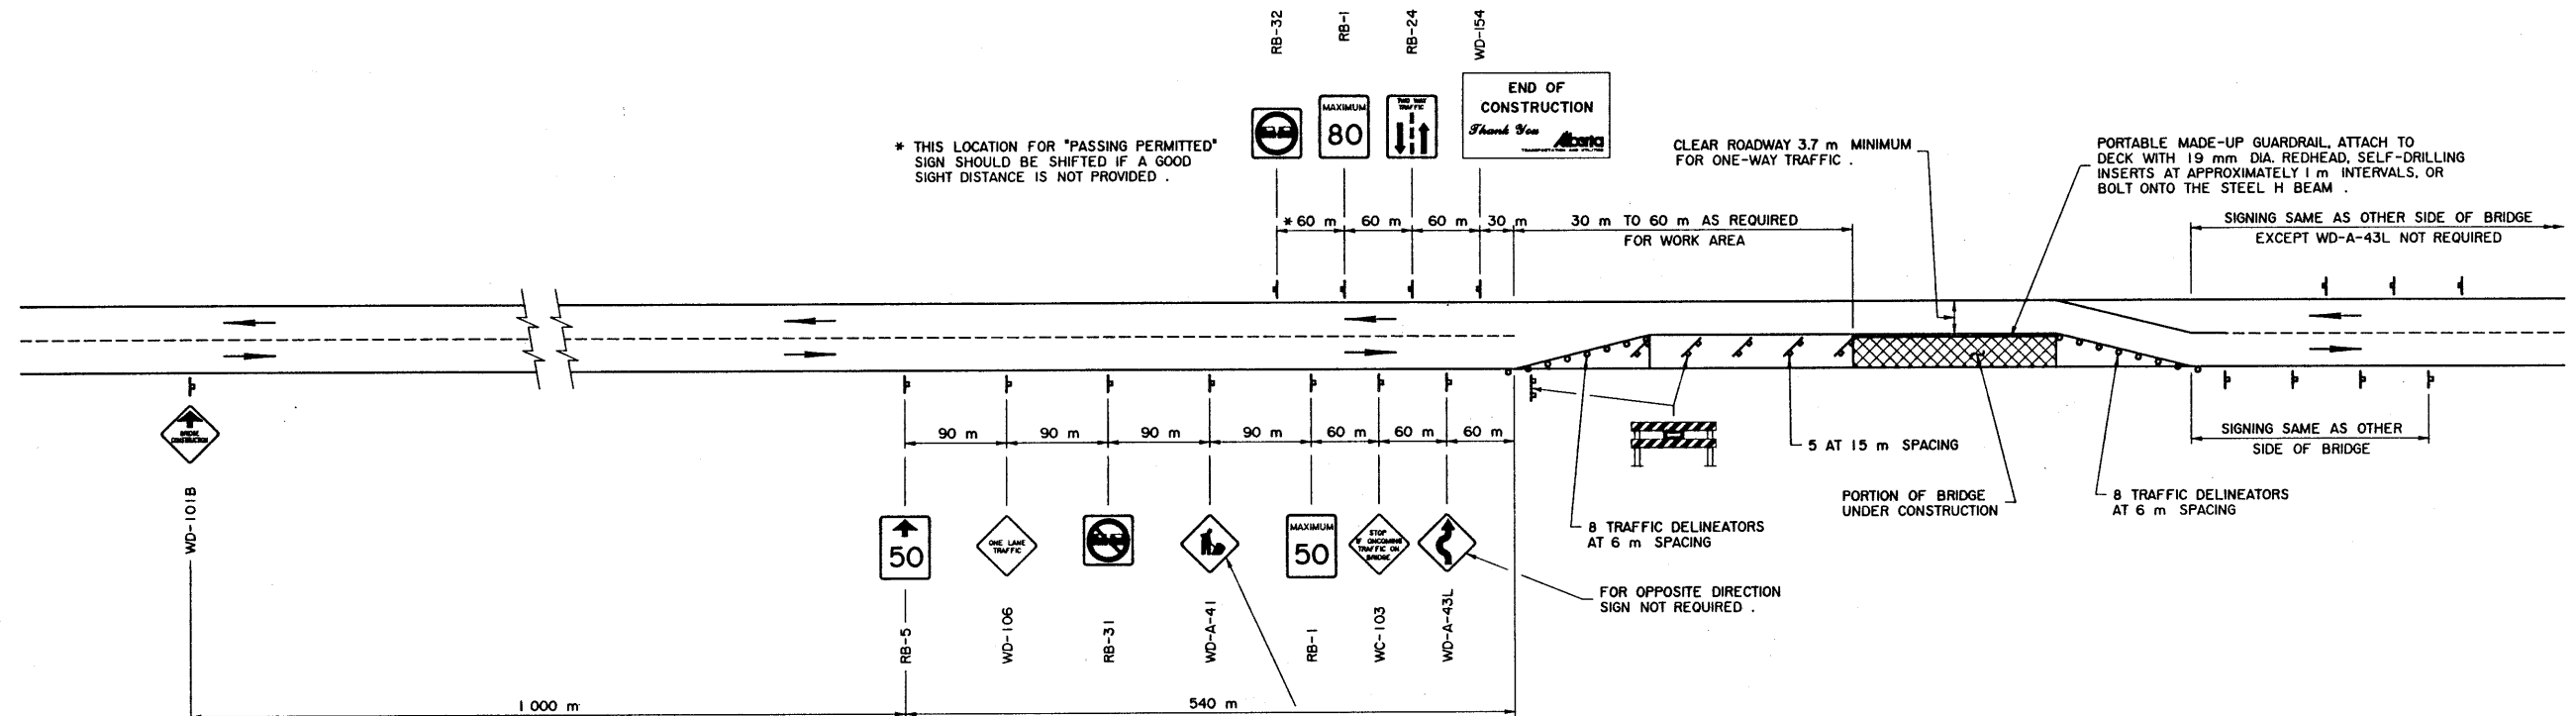 RB-32
RB-1
RB-24
WD-154
MAXIMUM
80
TWO WAY
TRAFFIC
END OF
CONSTRUCTION
Thank You
Alberta
TRANSPORTATION AND UTILITIES
* THIS LOCATION FOR "PASSING PERMITTED"
SIGN SHOULD BE SHIFTED IF A GOOD
SIGHT DISTANCE IS NOT PROVIDED .
CLEAR ROADWAY 3.7 m MINIMUM
FOR ONE-WAY TRAFFIC .
PORTABLE MADE-UP GUARDRAIL, ATTACH TO
DECK WITH 19 mm DIA. REDHEAD, SELF-DRILLING
INSERTS AT APPROXIMATELY 1 m INTERVALS, OR
BOLT ONTO THE STEEL H BEAM .
* 60 m
60 m
60 m
30 m
30 m TO 60 m AS REQUIRED
FOR WORK AREA
SIGNING SAME AS OTHER SIDE OF BRIDGE
EXCEPT WD-A-43L NOT REQUIRED
BRIDGE
CONSTRUCTION
WD-101B
90 m
90 m
90 m
90 m
60 m
60 m
60 m
5 AT 15 m SPACING
SIGNING SAME AS OTHER
SIDE OF BRIDGE
PORTION OF BRIDGE
UNDER CONSTRUCTION
8 TRAFFIC DELINEATORS
AT 6 m SPACING
8 TRAFFIC DELINEATORS
AT 6 m SPACING
50
ONE LANE
TRAFFIC
MAXIMUM
50
STOP
IF ONCOMING
TRAFFIC ON
BRIDGE
FOR OPPOSITE DIRECTION
SIGN NOT REQUIRED .
RB-5
WD-106
RB-31
WD-A-41
RB-1
WC-103
WD-A-43L
1 000 m
540 m